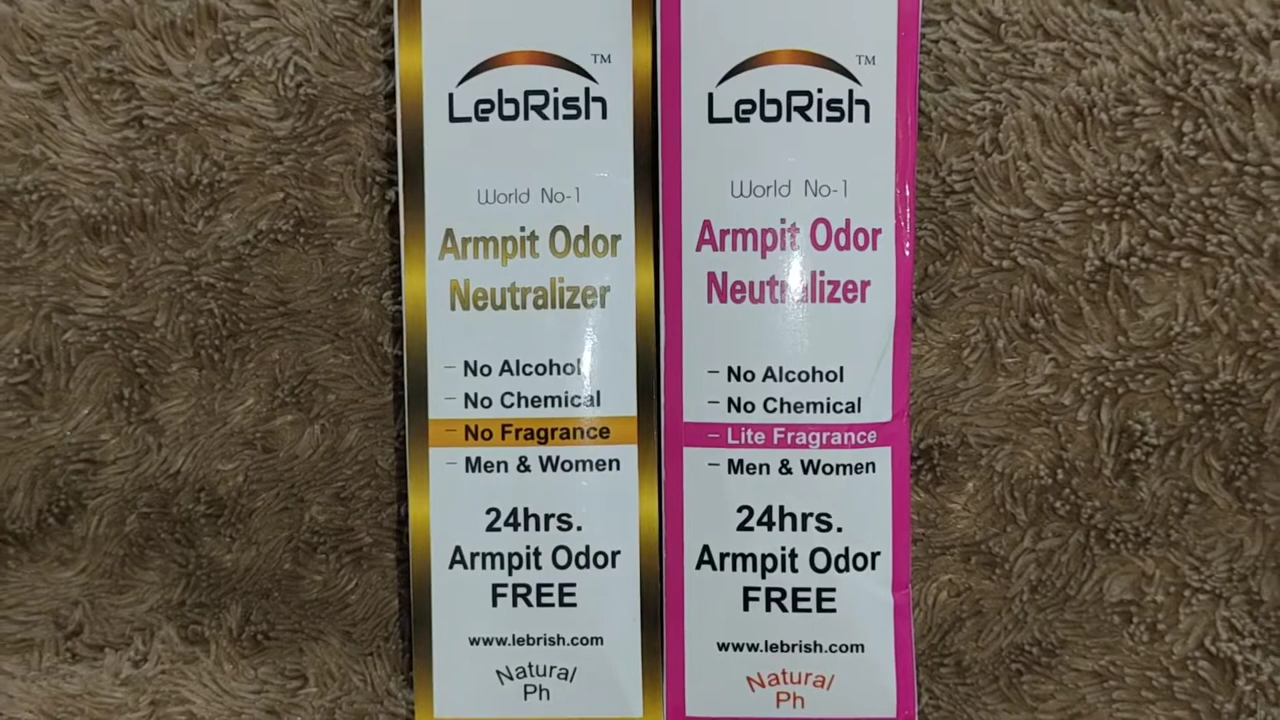 LebRish™
World No-1
Armpit Odor
Neutralizer
– No Alcohol
– No Chemical
– No Fragrance
– Men & Women
24hrs.
Armpit Odor
FREE
www.lebrish.com
Natural
Ph
LebRish™
World No-1
Armpit Odor
Neutralizer
– No Alcohol
– No Chemical
– Lite Fragrance
– Men & Women
24hrs.
Armpit Odor
FREE
www.lebrish.com
Natural
Ph